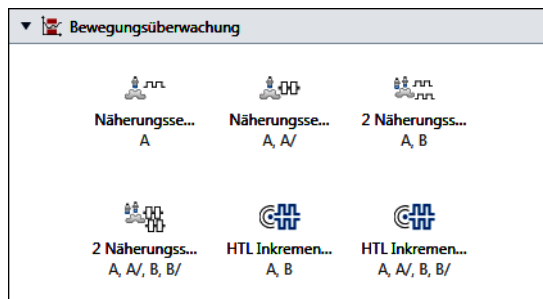 Bewegungsüberwachung
Näherungsse... Näherungsse... 2 Näherungss...
A A, A/ A, B
2 Näherungss... HTL Inkremen... HTL Inkremen...
A, A/, B, B/ A, B A, A/, B, B/